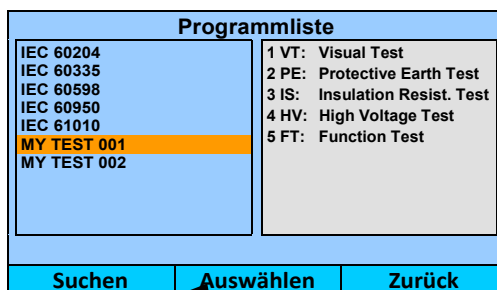 Programmliste
IEC 60204
IEC 60335
IEC 60598
IEC 60950
IEC 61010
MY TEST 001
MY TEST 002
1 VT: Visual Test
2 PE: Protective Earth Test
3 IS: Insulation Resist. Test
4 HV: High Voltage Test
5 FT: Function Test
Suchen Auswählen Zurück